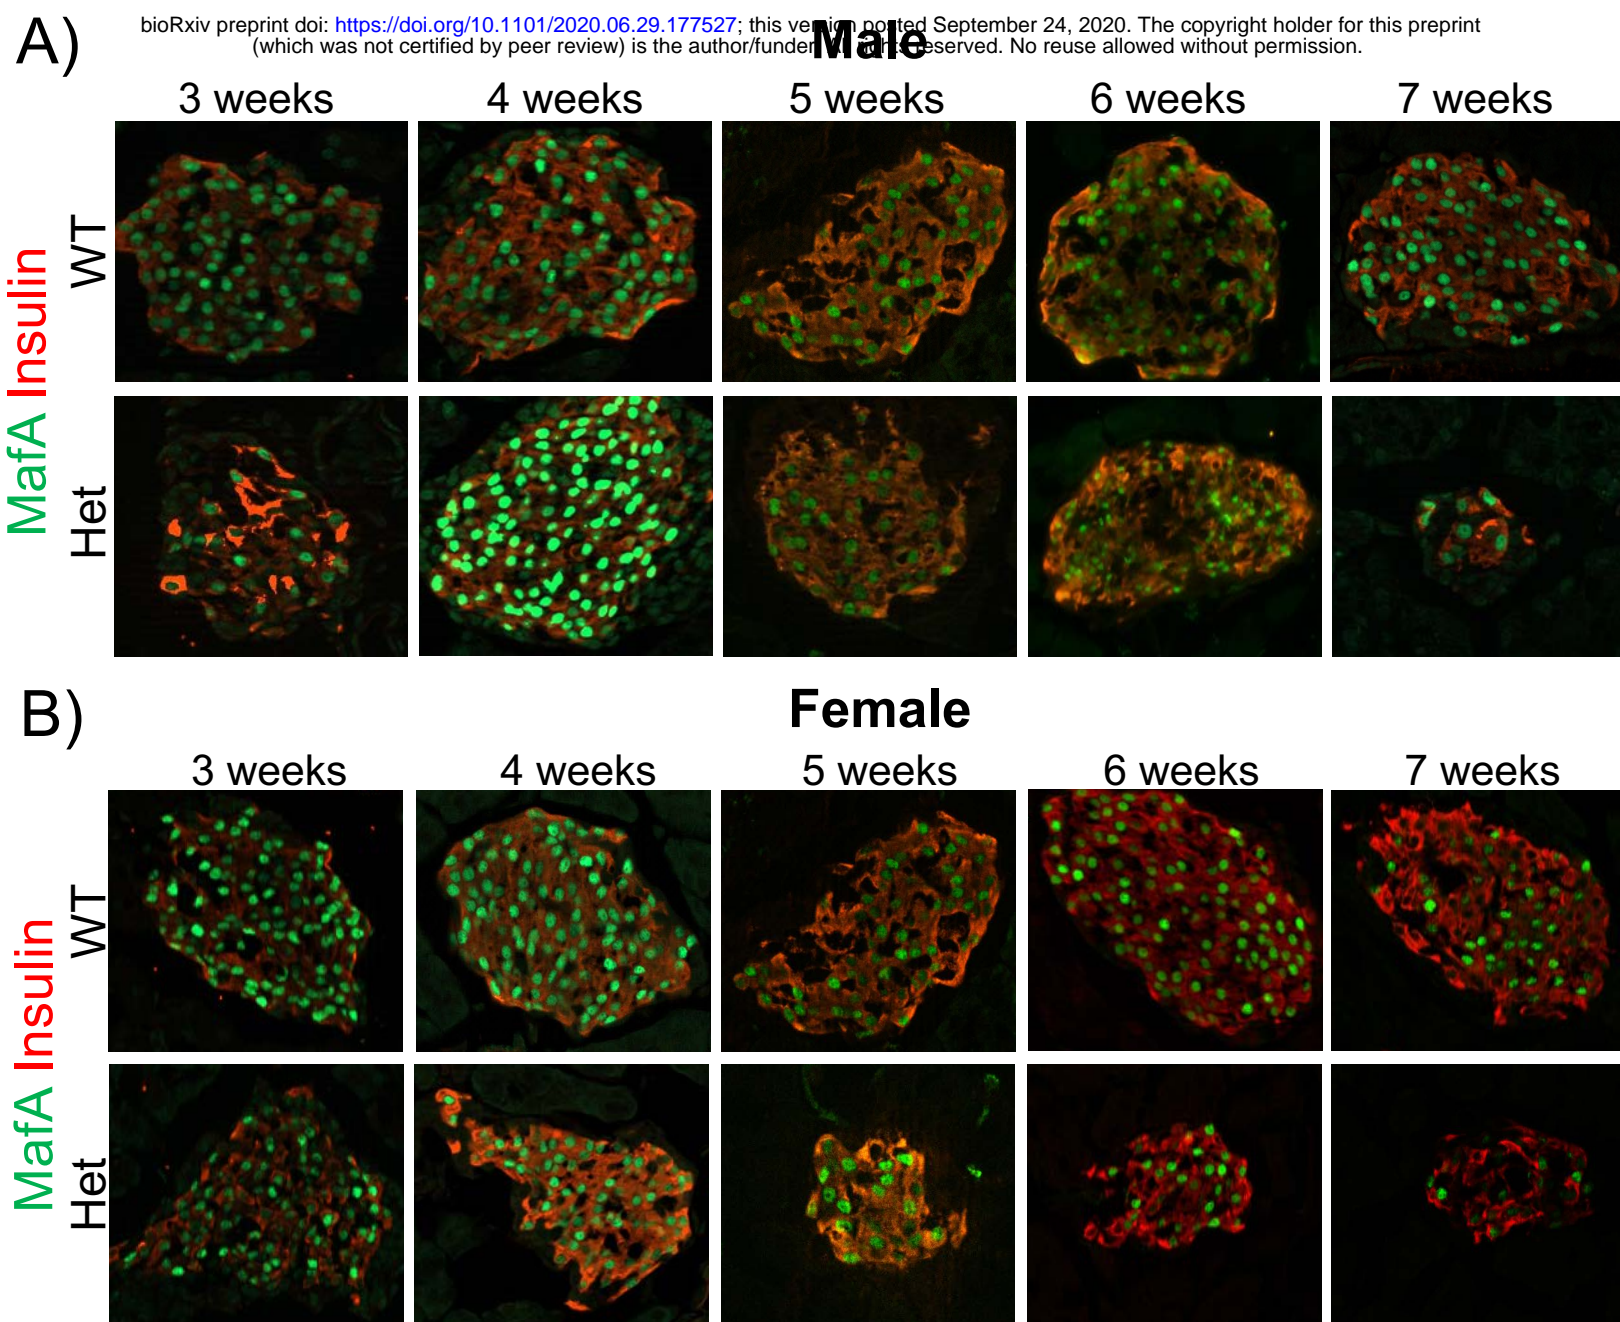 bioRxiv preprint doi: https://doi.org/10.1101/2020.06.29.177527; this version posted September 24, 2020. The copyright holder for this preprint
(which was not certified by peer review) is the author/funder. All rights reserved. No reuse allowed without permission.
A)
Male
3 weeks 4 weeks 5 weeks 6 weeks 7 weeks
WT
MafA Insulin
Het
B)
Female
3 weeks 4 weeks 5 weeks 6 weeks 7 weeks
WT
MafA Insulin
Het